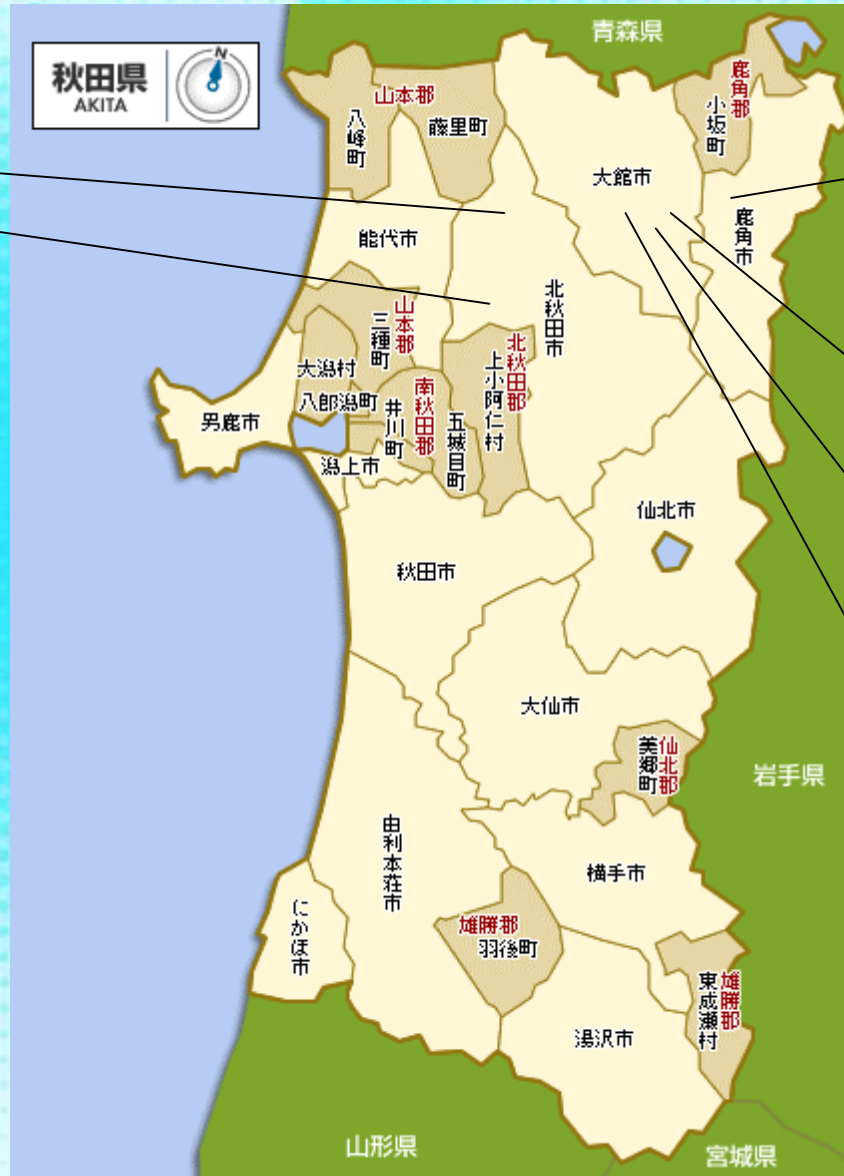 青森県
秋田県
AKITA
N
山本郡
八峰町
藤里町
鹿角郡
小坂町
大館市
鹿角市
能代市
北秋田市
山本郡
三種町
大潟村
八郎潟町
男鹿市
南秋田郡
井川町
五城目町
北秋田郡
上小阿仁村
潟上市
仙北市
秋田市
大仙市
仙北郡
美郷町
岩手県
由利本荘市
横手市
にかほ市
雄勝郡
羽後町
雄勝郡
東成瀬村
湯沢市
山形県
宮城県